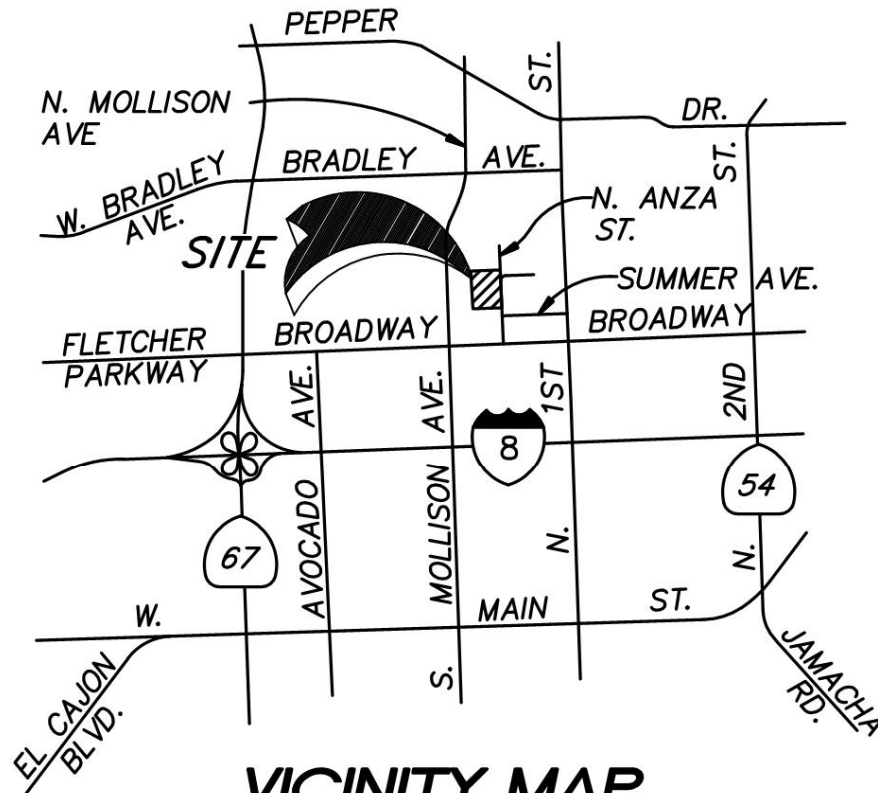 PEPPER
N. MOLLISON
AVE
ST.
DR.
BRADLEY
AVE.
W. BRADLEY
AVE.
ST.
N. ANZA
ST.
SITE
SUMMER AVE.
BROADWAY
BROADWAY
FLETCHER
PARKWAY
AVE.
AVE.
1ST
2ND
8
54
AVOCADO
MOLLISON
N.
N.
67
W.
MAIN
ST.
S.
JAMACHA
RD.
EL CAJON
BLVD.
VICINITY MAP